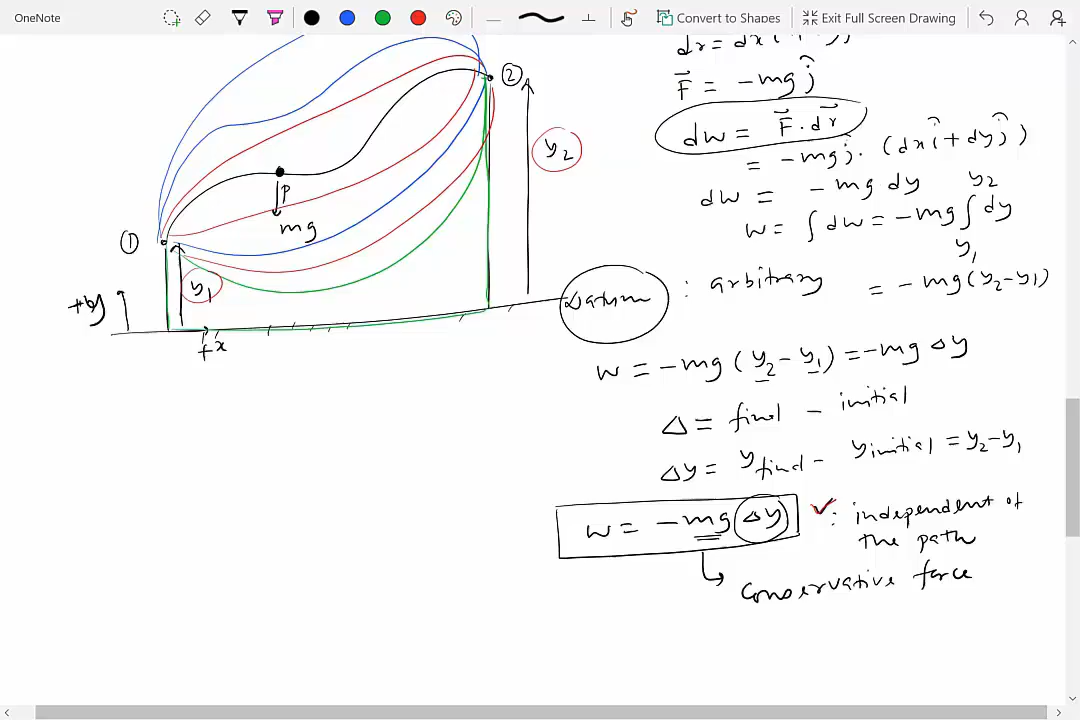 OneNote
Convert to Shapes
Exit Full Screen Drawing
②
y₂
P
mg
①
y₁
+y
+x
Datum : arbitrary
F⃗ = -mg ĵ
dw = F⃗·dr⃗
= -mg ĵ · (dx î + dy ĵ)
dw = -mg dy
w = ∫ dw = -mg ∫ dy
y₂
y₁
= -mg (y₂-y₁)
w = -mg (y₂ - y₁) = -mg Δy
Δ = final - initial
Δy = y final - y initial = y₂-y₁
w = -mg Δy
: independent of
the path
conservative force